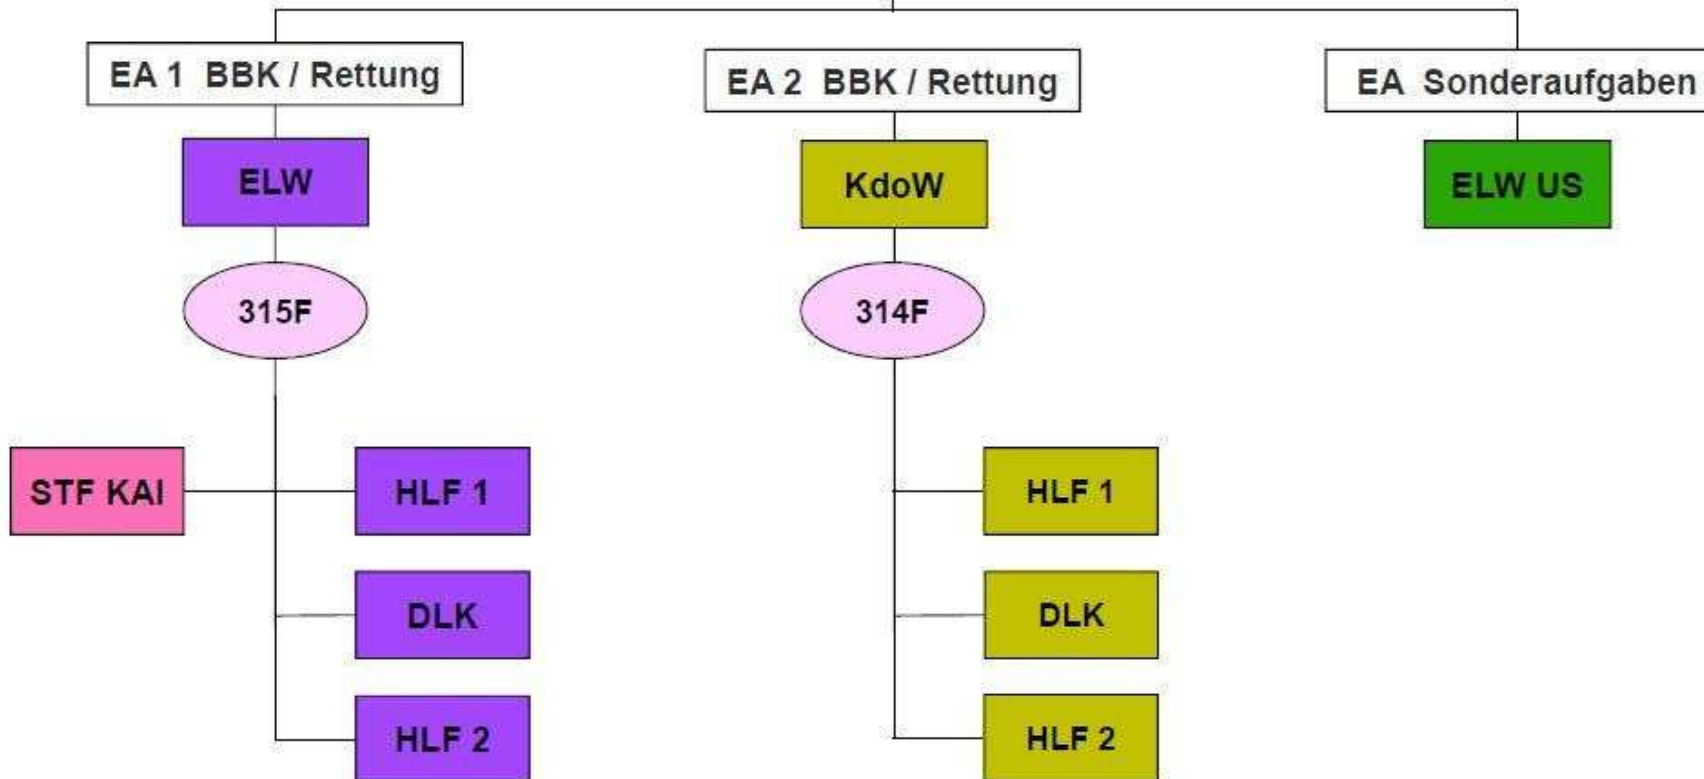 EA 1 BBK / Rettung
EA 2 BBK / Rettung
EA Sonderaufgaben
ELW
KdoW
ELW US
315F
314F
STF KAI
HLF 1
HLF 1
DLK
DLK
HLF 2
HLF 2